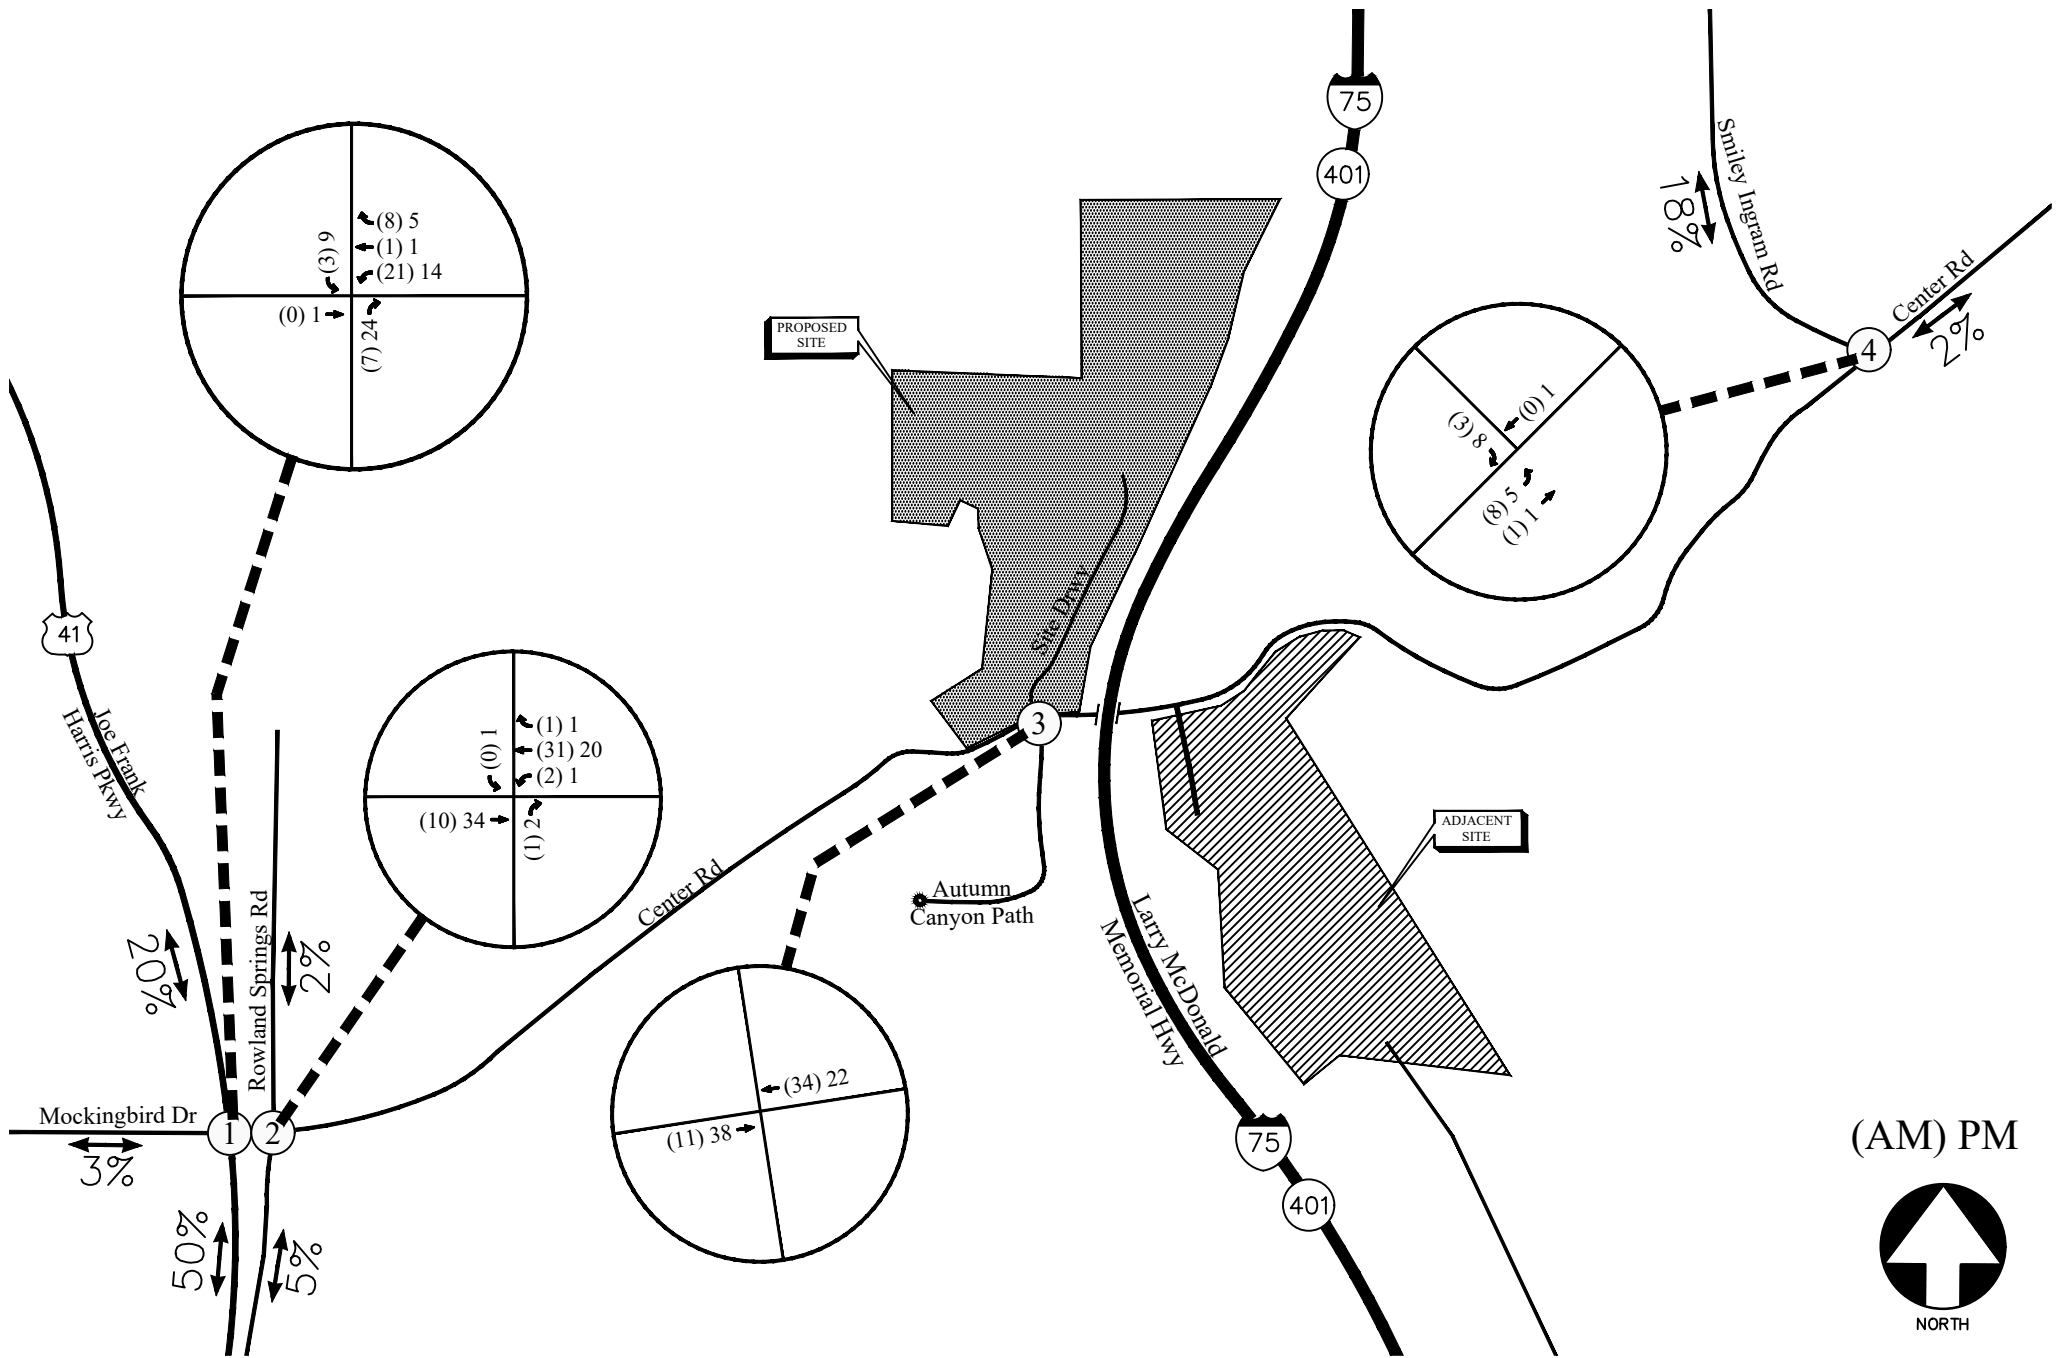 75
401
Smiley Ingram Rd
18%
Center Rd
2%
4
(8) 5
(1) 1
(21) 14
(3) 9
(0) 1
(7) 24
PROPOSED
SITE
(0) 1
(3) 8
(8) 5
(1) 1
Site Drwy
41
Joe Frank
Harris Pkwy
(1) 1
(31) 20
(2) 1
(0) 1
(10) 34
(1) 2
3
ADJACENT
SITE
Center Rd
Autumn
Canyon Path
Larry McDonald
Memorial Hwy
20%
Rowland Springs Rd
2%
(34) 22
(11) 38
Mockingbird Dr
1
2
3%
50%
5%
75
401
(AM) PM
NORTH